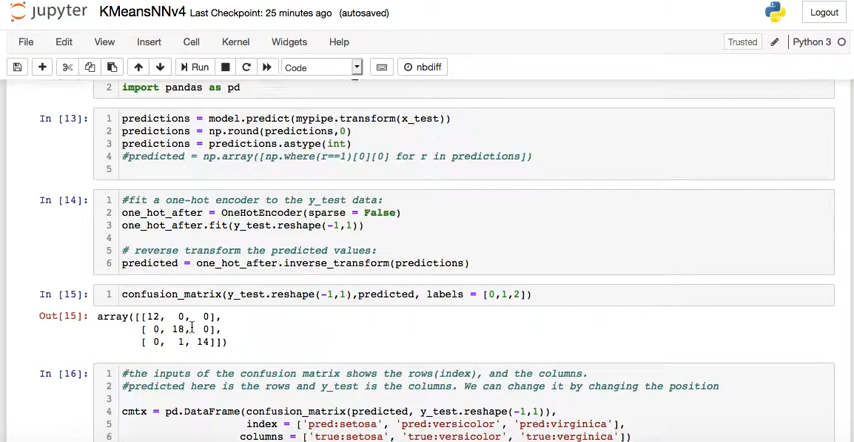 jupyter KMeansNNv4 Last Checkpoint: 25 minutes ago (autosaved) Logout
File Edit View Insert Cell Kernel Widgets Help Trusted Python 3
Run Code nbdiff
2 import pandas as pd
In [13]: 1 predictions = model.predict(mypipe.transform(x_test))
2 predictions = np.round(predictions,0)
3 predictions = predictions.astype(int)
4 #predicted = np.array([np.where(r==1)[0][0] for r in predictions])
5
In [14]: 1 #fit a one-hot encoder to the y_test data:
2 one_hot_after = OneHotEncoder(sparse = False)
3 one_hot_after.fit(y_test.reshape(-1,1))
4
5 # reverse transform the predicted values:
6 predicted = one_hot_after.inverse_transform(predictions)
In [15]: 1 confusion_matrix(y_test.reshape(-1,1),predicted, labels = [0,1,2])
Out[15]: array([[12, 0, 0],
[ 0, 18, 0],
[ 0, 1, 14]])
In [16]: 1 #the inputs of the confusion matrix shows the rows(index), and the columns.
2 #predicted here is the rows and y_test is the columns. We can change it by changing the position
3
4 cmtx = pd.DataFrame(confusion_matrix(predicted, y_test.reshape(-1,1)),
5 index = ['pred:setosa', 'pred:versicolor', 'pred:virginica'],
6 columns = ['true:setosa', 'true:versicolor', 'true:verginica'])